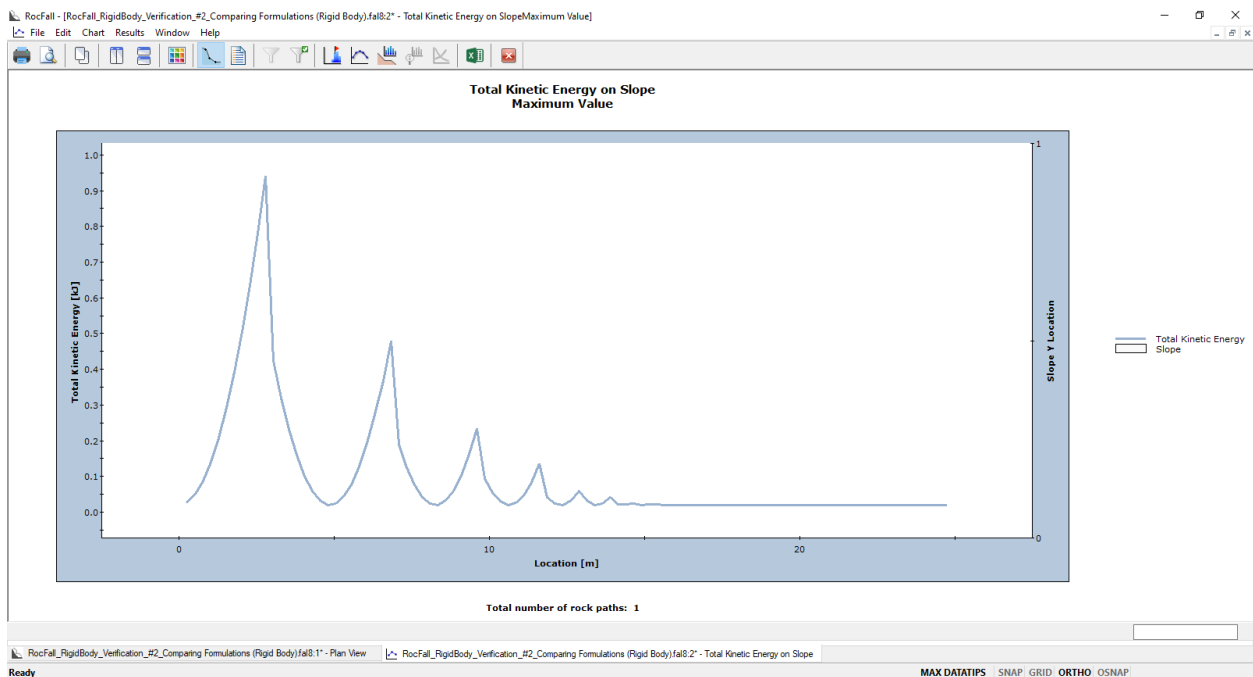 RocFall - [RocFall_RigidBody_Verification_#2_Comparing Formulations (Rigid Body).fal8:2* - Total Kinetic Energy on SlopeMaximum Value]
File Edit Chart Results Window Help
Total Kinetic Energy on Slope
Maximum Value
1.0
0.9
0.8
0.7
0.6
0.5
0.4
0.3
0.2
0.1
0.0
Total Kinetic Energy [kJ]
0 10 20
Location [m]
1
0
Slope Y Location
Total Kinetic Energy
Slope
Total number of rock paths: 1
RocFall_RigidBody_Verification_#2_Comparing Formulations (Rigid Body).fal8:1* - Plan View
RocFall_RigidBody_Verification_#2_Comparing Formulations (Rigid Body).fal8:2* - Total Kinetic Energy on Slope
Ready
MAX DATATIPS SNAP GRID ORTHO OSNAP